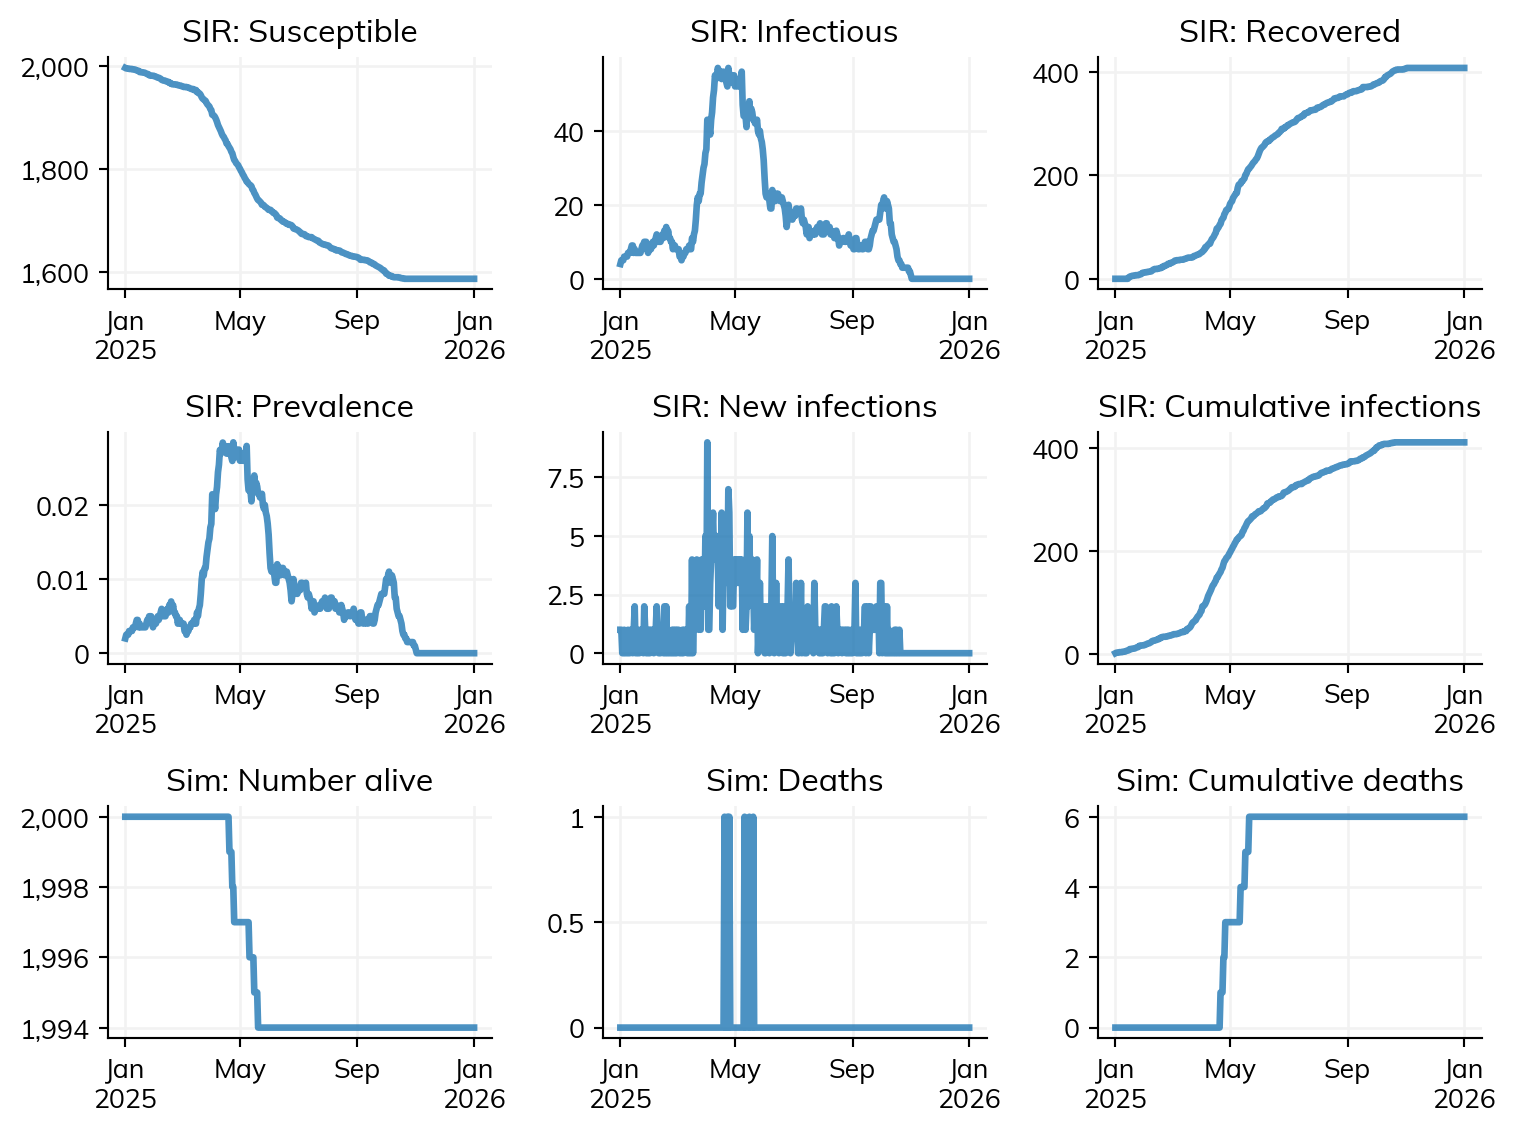 SIR: Susceptible
2,000
1,800
1,600
Jan
2025
May
Sep
Jan
2026
SIR: Infectious
40
20
0
Jan
2025
May
Sep
Jan
2026
SIR: Recovered
400
200
0
Jan
2025
May
Sep
Jan
2026
SIR: Prevalence
0.02
0.01
0
Jan
2025
May
Sep
Jan
2026
SIR: New infections
7.5
5
2.5
0
Jan
2025
May
Sep
Jan
2026
SIR: Cumulative infections
400
200
0
Jan
2025
May
Sep
Jan
2026
Sim: Number alive
2,000
1,998
1,996
1,994
Jan
2025
May
Sep
Jan
2026
Sim: Deaths
1
0.5
0
Jan
2025
May
Sep
Jan
2026
Sim: Cumulative deaths
6
4
2
0
Jan
2025
May
Sep
Jan
2026